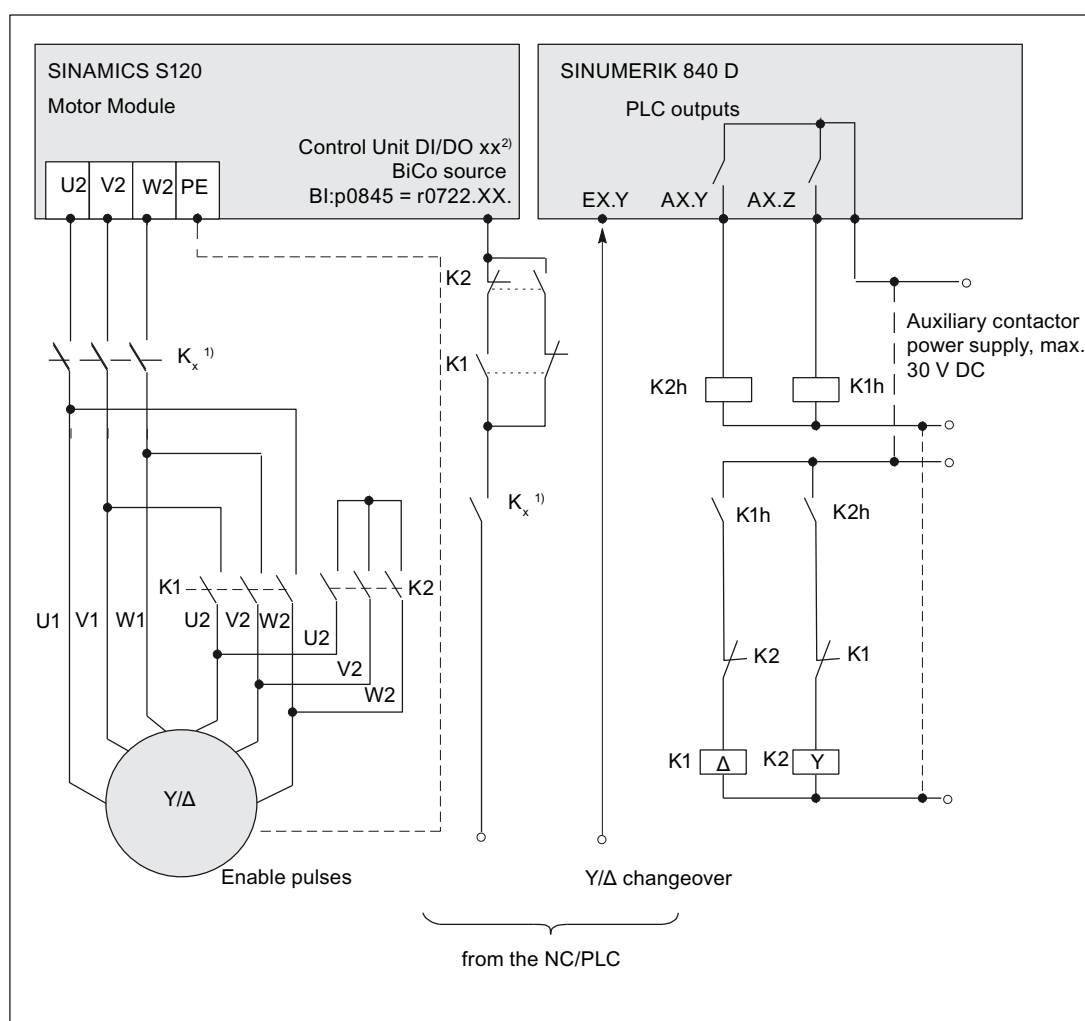 SINAMICS S120
Motor Module
Control Unit DI/DO xx2)
BiCo source
BI:p0845 = r0722.XX.
U2 V2 W2 PE
SINUMERIK 840 D
PLC outputs
EX.Y AX.Y AX.Z
K2
K1
Kx 1)
Kx 1)
Auxiliary contactor
power supply, max.
30 V DC
K2h
K1h
K1h
K2h
K1
K2
U1 V1 W1 U2 V2 W2
U2
V2
W2
K2
K1
K1 Δ
K2 Y
Y/Δ
Enable pulses
Y/Δ changeover
from the NC/PLC